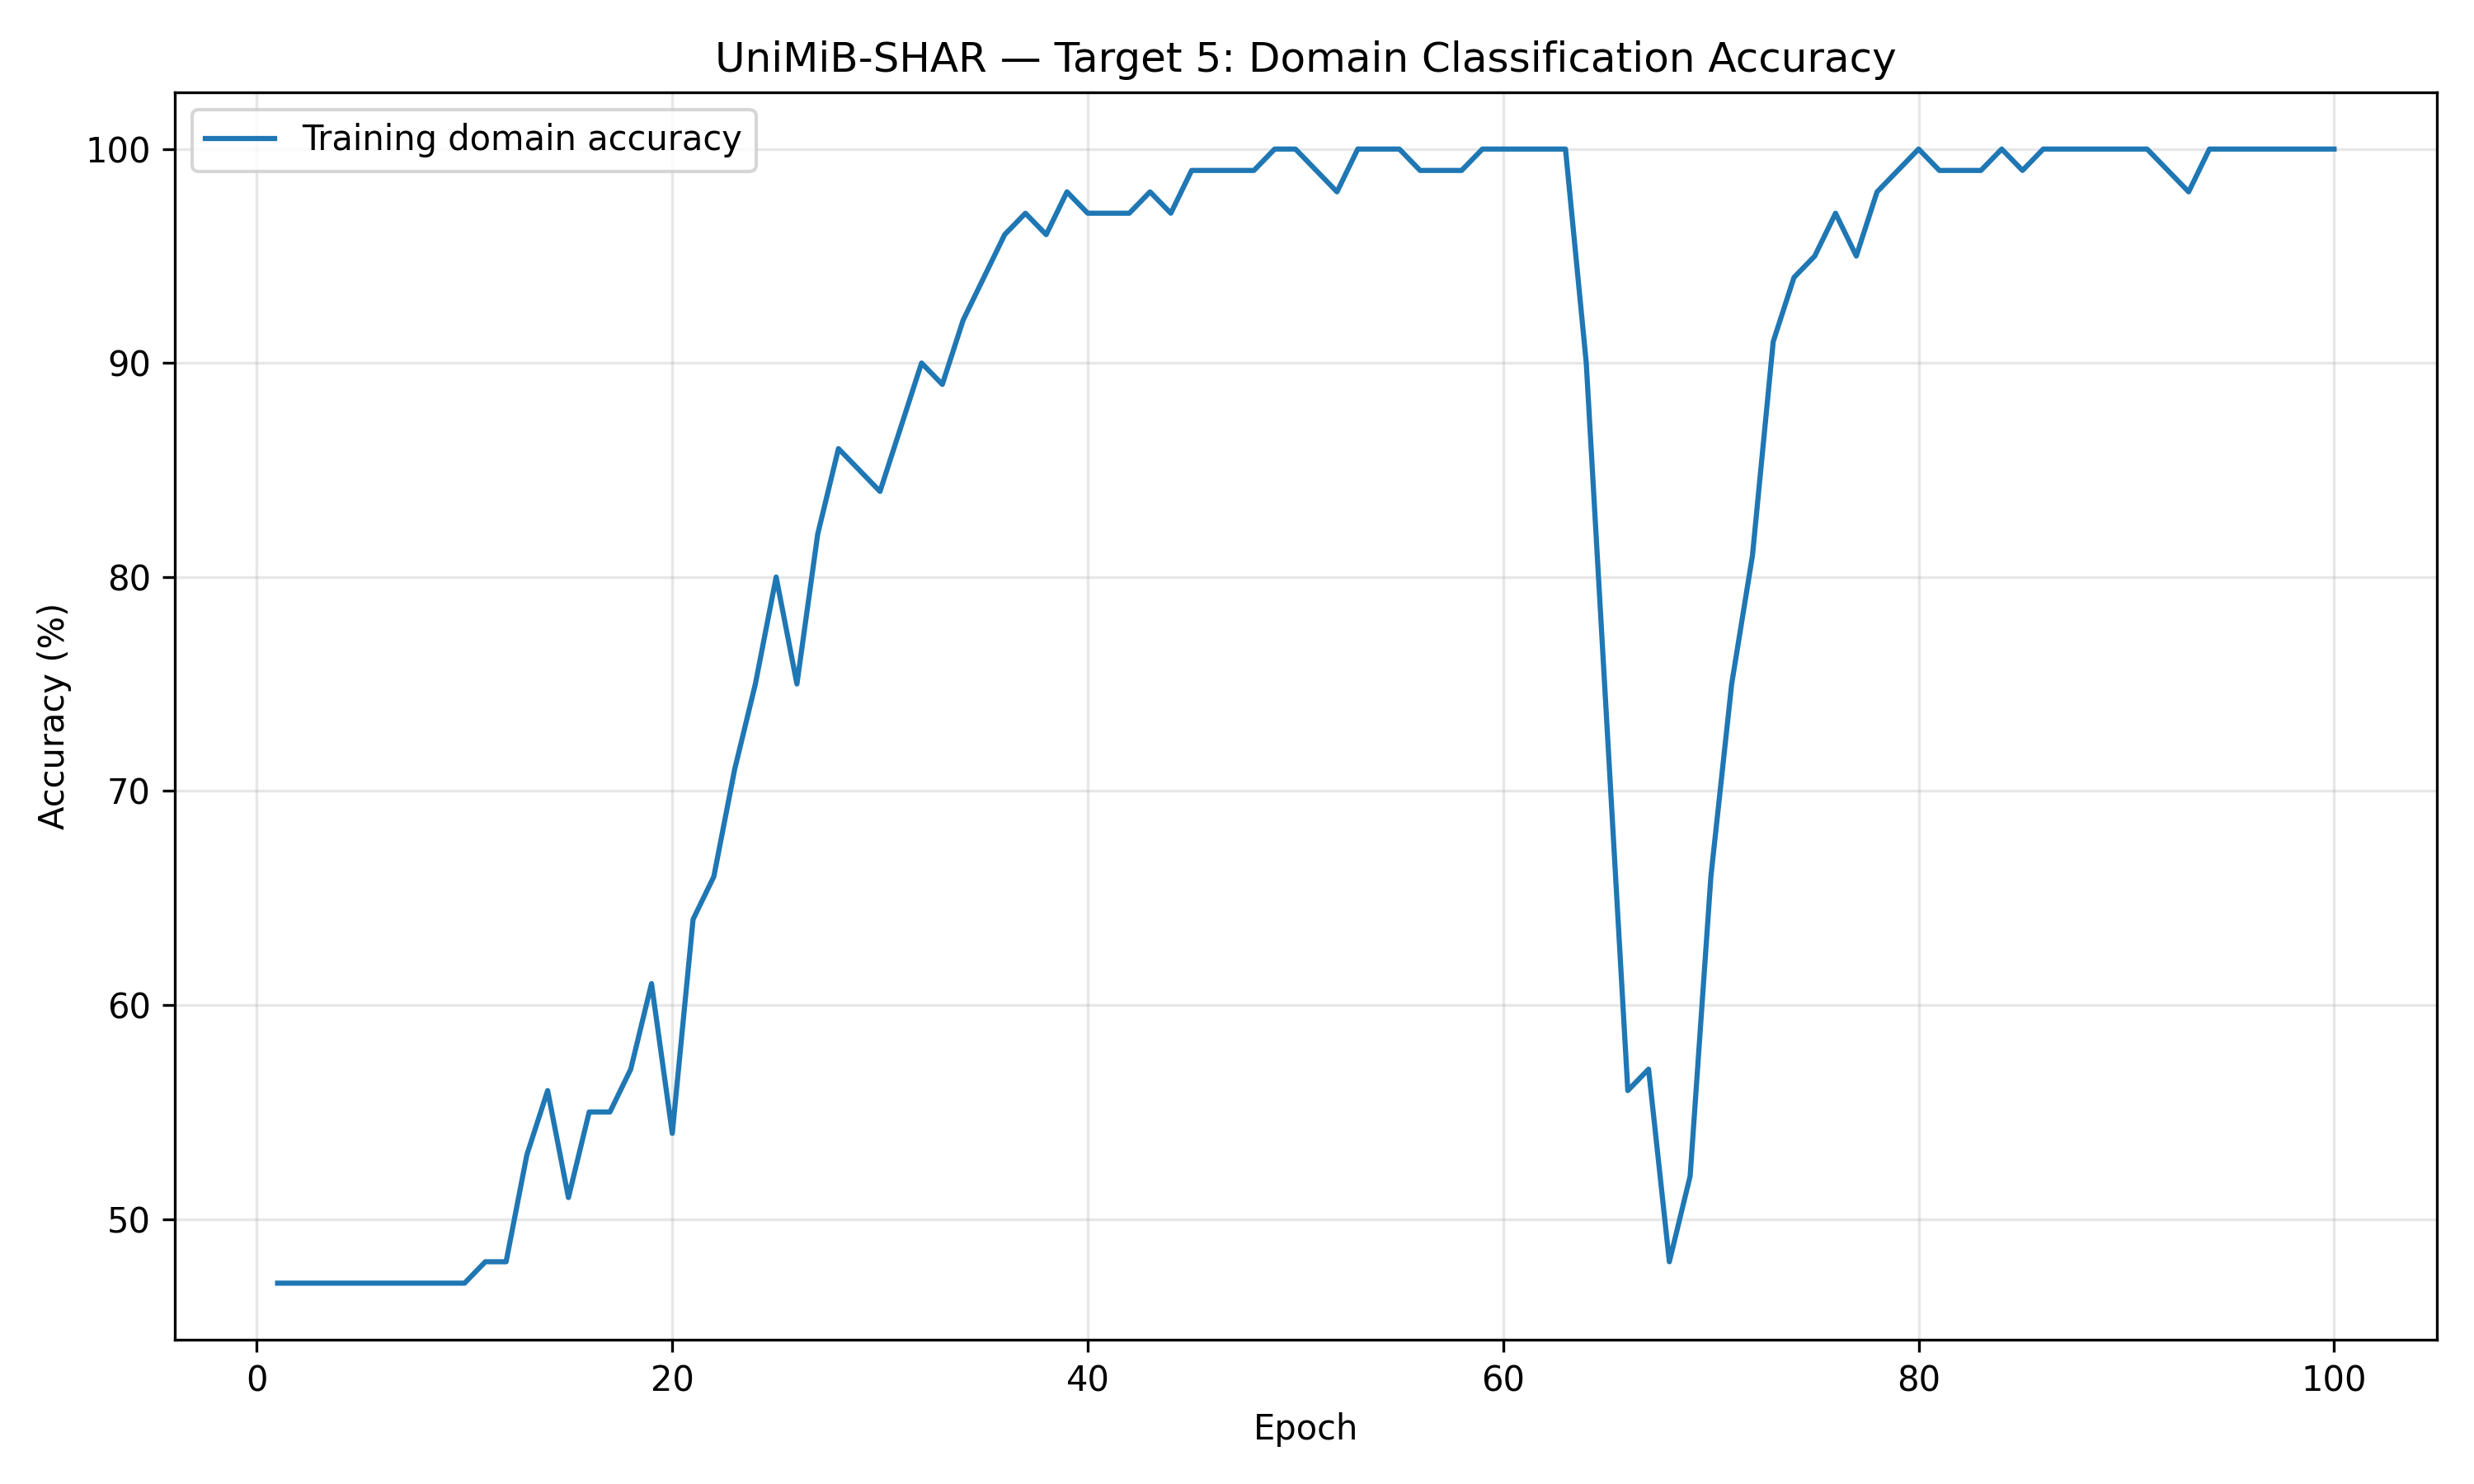 UniMiB-SHAR — Target 5: Domain Classification Accuracy
Training domain accuracy
100
90
80
70
60
50
Accuracy (%)
0 20 40 60 80 100
Epoch